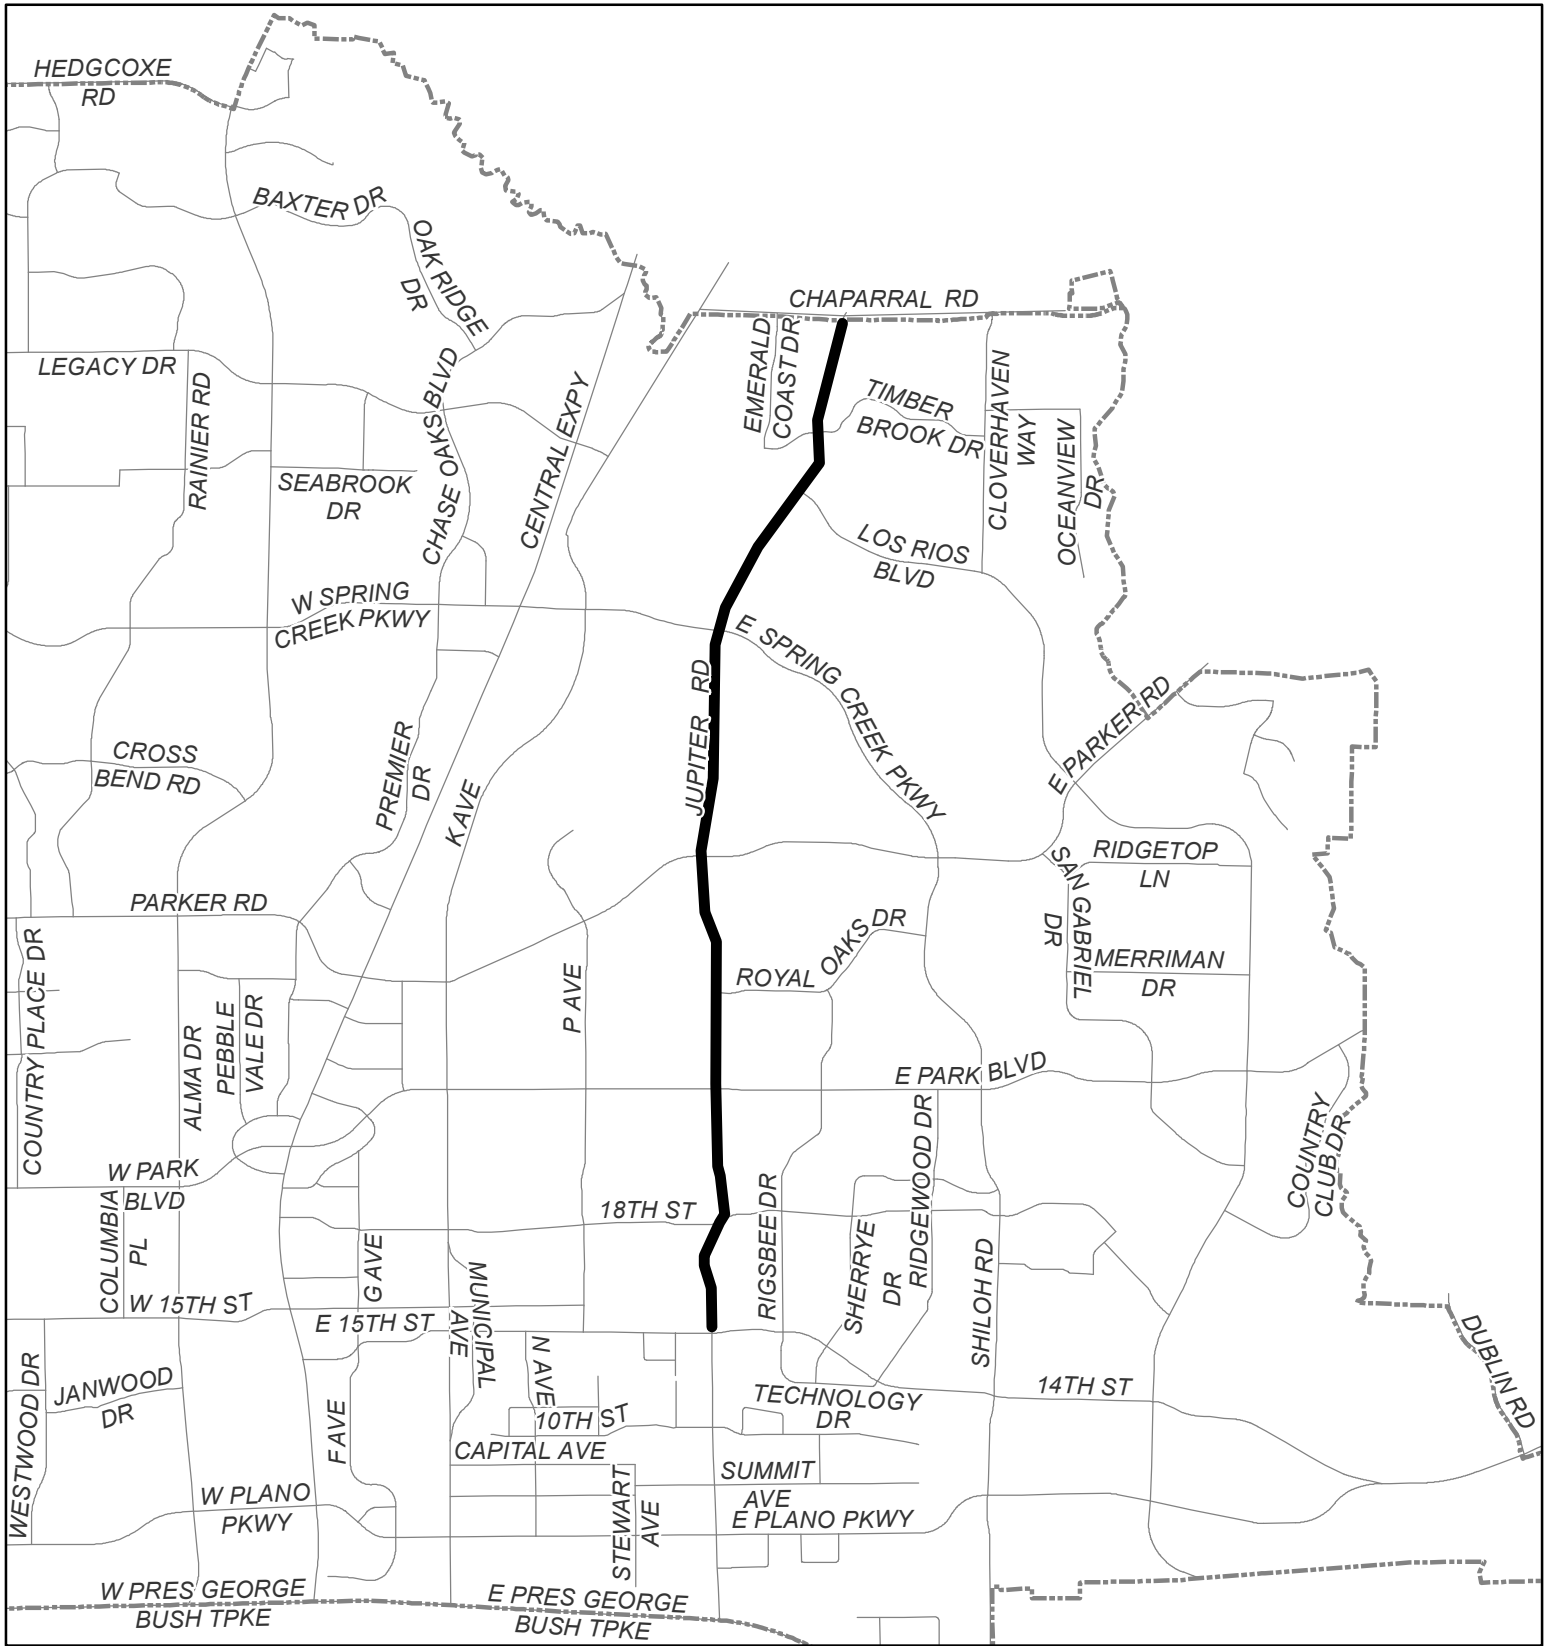 HEDGCOXE
RD
BAXTER DR
OAK RIDGE
DR
CHAPARRAL RD
EMERALD
COAST DR
LEGACY DR
RAINIER RD
CHASE OAKS BLVD
CENTRAL EXPY
TIMBER
BROOK DR
CLOVERHAVEN
WAY
OCEANVIEW
DR
SEABROOK
DR
LOS RIOS
BLVD
W SPRING
CREEK PKWY
E SPRING CREEK PKWY
JUPITER RD
E PARKER RD
CROSS
BEND RD
PREMIER
DR
K AVE
RIDGETOP
LN
SAN GABRIEL
DR
PARKER RD
COUNTRY PLACE DR
ROYAL OAKS DR
MERRIMAN
DR
P AVE
ALMA DR
PEBBLE
VALE DR
E PARK BLVD
COUNTRY
CLUB DR
W PARK
BLVD
COLUMBIA
PL
18TH ST
RIGSBEE DR
RIDGEWOOD DR
SHERRYE
DR
SHILOH RD
G AVE
MUNICIPAL
AVE
W 15TH ST
E 15TH ST
DUBLIN RD
WESTWOOD DR
JANWOOD
DR
N AVE
14TH ST
TECHNOLOGY
DR
10TH ST
F AVE
CAPITAL AVE
STEWART
AVE
SUMMIT
AVE
W PLANO
PKWY
E PLANO PKWY
W PRES GEORGE
BUSH TPKE
E PRES GEORGE
BUSH TPKE